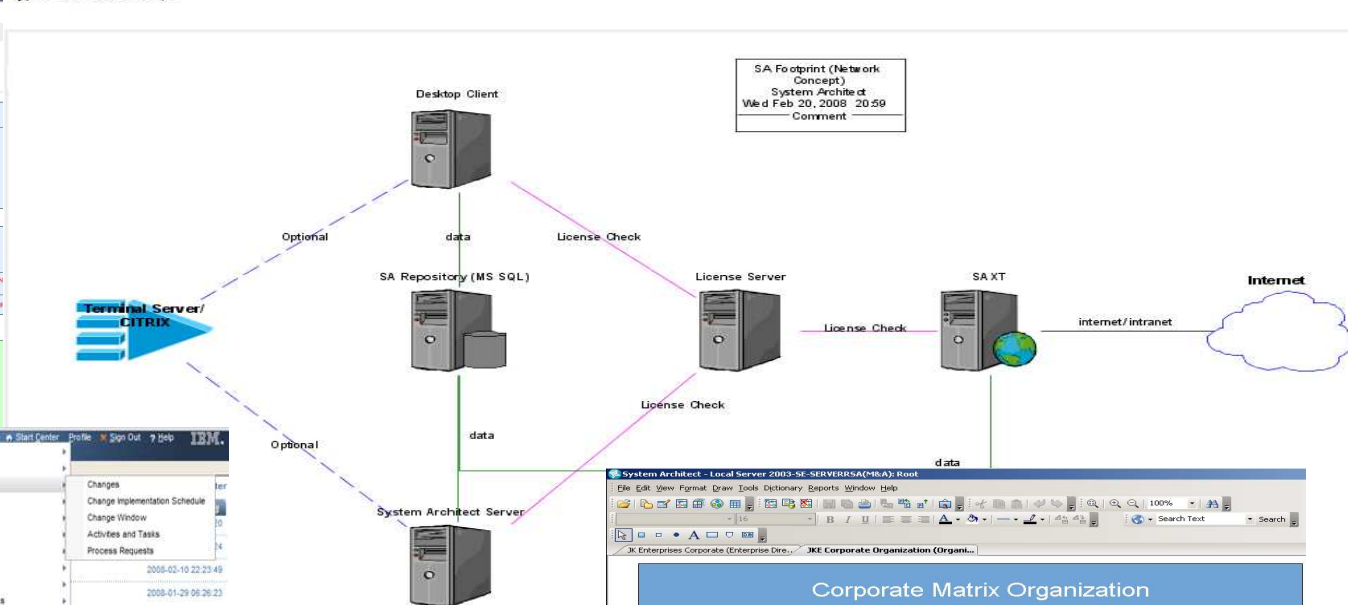 SA Footprint (Network
Concept)
System Architect
Wed Feb 20, 2008 20:59
Comment
Desktop Client
Optional
data
License Check
SA Repository (MS SQL)
License Server
SAXT
Internet
Terminal Server/
CITRIX
License Check
internet/intranet
License Check
Optional
data
data
System Architect Server
Start Center Profile Sign Out ? Help IBM.
Changes
Change Implementation Schedule
Change Window
Activities and Tasks
Process Requests
2008-02-10 22:23:49
2008-01-29 06:26:23
System Architect - Local Server 2003-SE-SERVERRSA(M&A): Root
File Edit View Format Draw Tools Dictionary Reports Window Help
100%
16
B I U
A
Search Text
Search
A
JK Enterprises Corporate (Enterprise Dire...
JKE Corporate Organization (Organi...
Corporate Matrix Organization